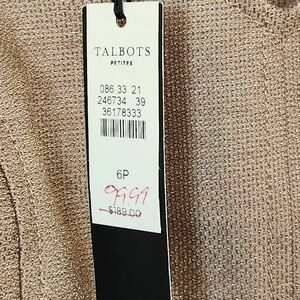 TALBOTS
PETITES
086 33 21
246734 39
36178333
6P
99.99
$189.00